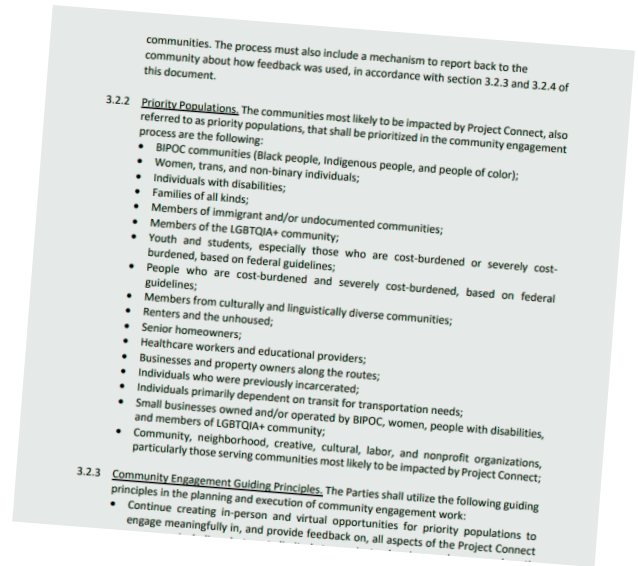 communities. The process must also include a mechanism to report back to the
community about how feedback was used, in accordance with section 3.2.3 and 3.2.4 of
this document.
3.2.2 Priority Populations. The communities most likely to be impacted by Project Connect, also
referred to as priority populations, that shall be prioritized in the community engagement
process are the following:
• BIPOC communities (Black people, Indigenous people, and people of color);
• Women, trans, and non-binary individuals;
• Individuals with disabilities;
• Families of all kinds;
• Members of immigrant and/or undocumented communities;
• Members of the LGBTQIA+ community;
• Youth and students, especially those who are cost-burdened or severely cost-
burdened, based on federal guidelines;
• People who are cost-burdened and severely cost-burdened, based on federal
guidelines;
• Members from culturally and linguistically diverse communities;
• Renters and the unhoused;
• Senior homeowners;
• Healthcare workers and educational providers;
• Businesses and property owners along the routes;
• Individuals who were previously incarcerated;
• Individuals primarily dependent on transit for transportation needs;
• Small businesses owned and/or operated by BIPOC, women, people with disabilities,
and members of LGBTQIA+ community;
• Community, neighborhood, creative, cultural, labor, and nonprofit organizations,
particularly those serving communities most likely to be impacted by Project Connect;
3.2.3 Community Engagement Guiding Principles. The Parties shall utilize the following guiding
principles in the planning and execution of community engagement work:
• Continue creating in-person and virtual opportunities for priority populations to
engage meaningfully in, and provide feedback on, all aspects of the Project Connect